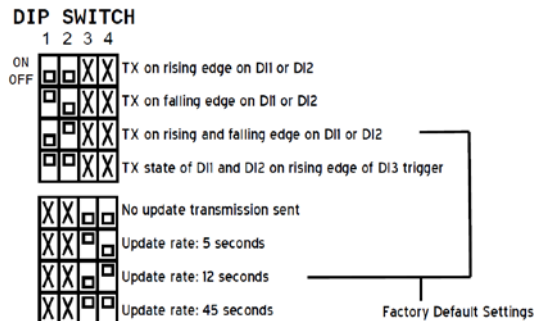 DIP SWITCH
1 2 3 4
ON
OFF
X X TX on rising edge on DI1 or DI2
X X TX on falling edge on DI1 or DI2
X X TX on rising and falling edge on DI1 or DI2
X X TX state of DI1 and DI2 on rising edge of DI3 trigger
X X No update transmission sent
X X Update rate: 5 seconds
X X Update rate: 12 seconds
X X Update rate: 45 seconds
Factory Default Settings